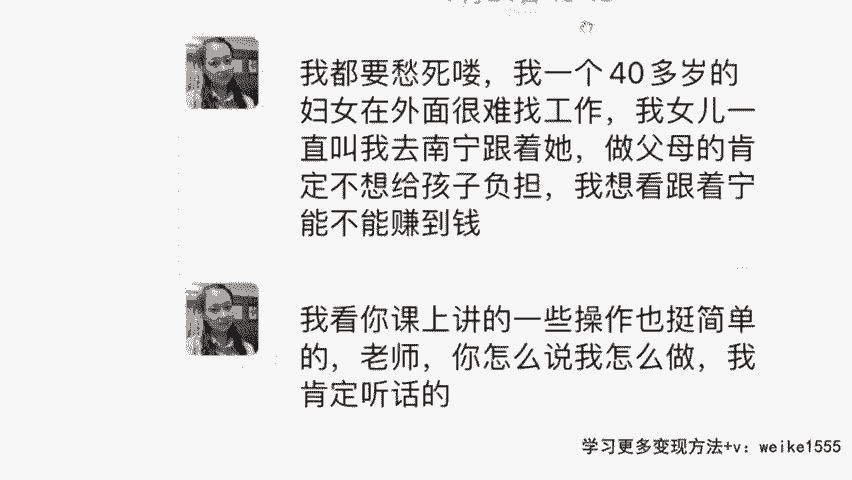 我都要愁死喽，我一个40多岁的
妇女在外面很难找工作，我女儿一
直叫我去南宁跟着她，做父母的肯
定不想给孩子负担，我想看跟着宁
能不能赚到钱
我看你课上讲的一些操作也挺简单
的，老师，你怎么说我怎么做，我
肯定听话的
学习更多变现方法+v：weike1555